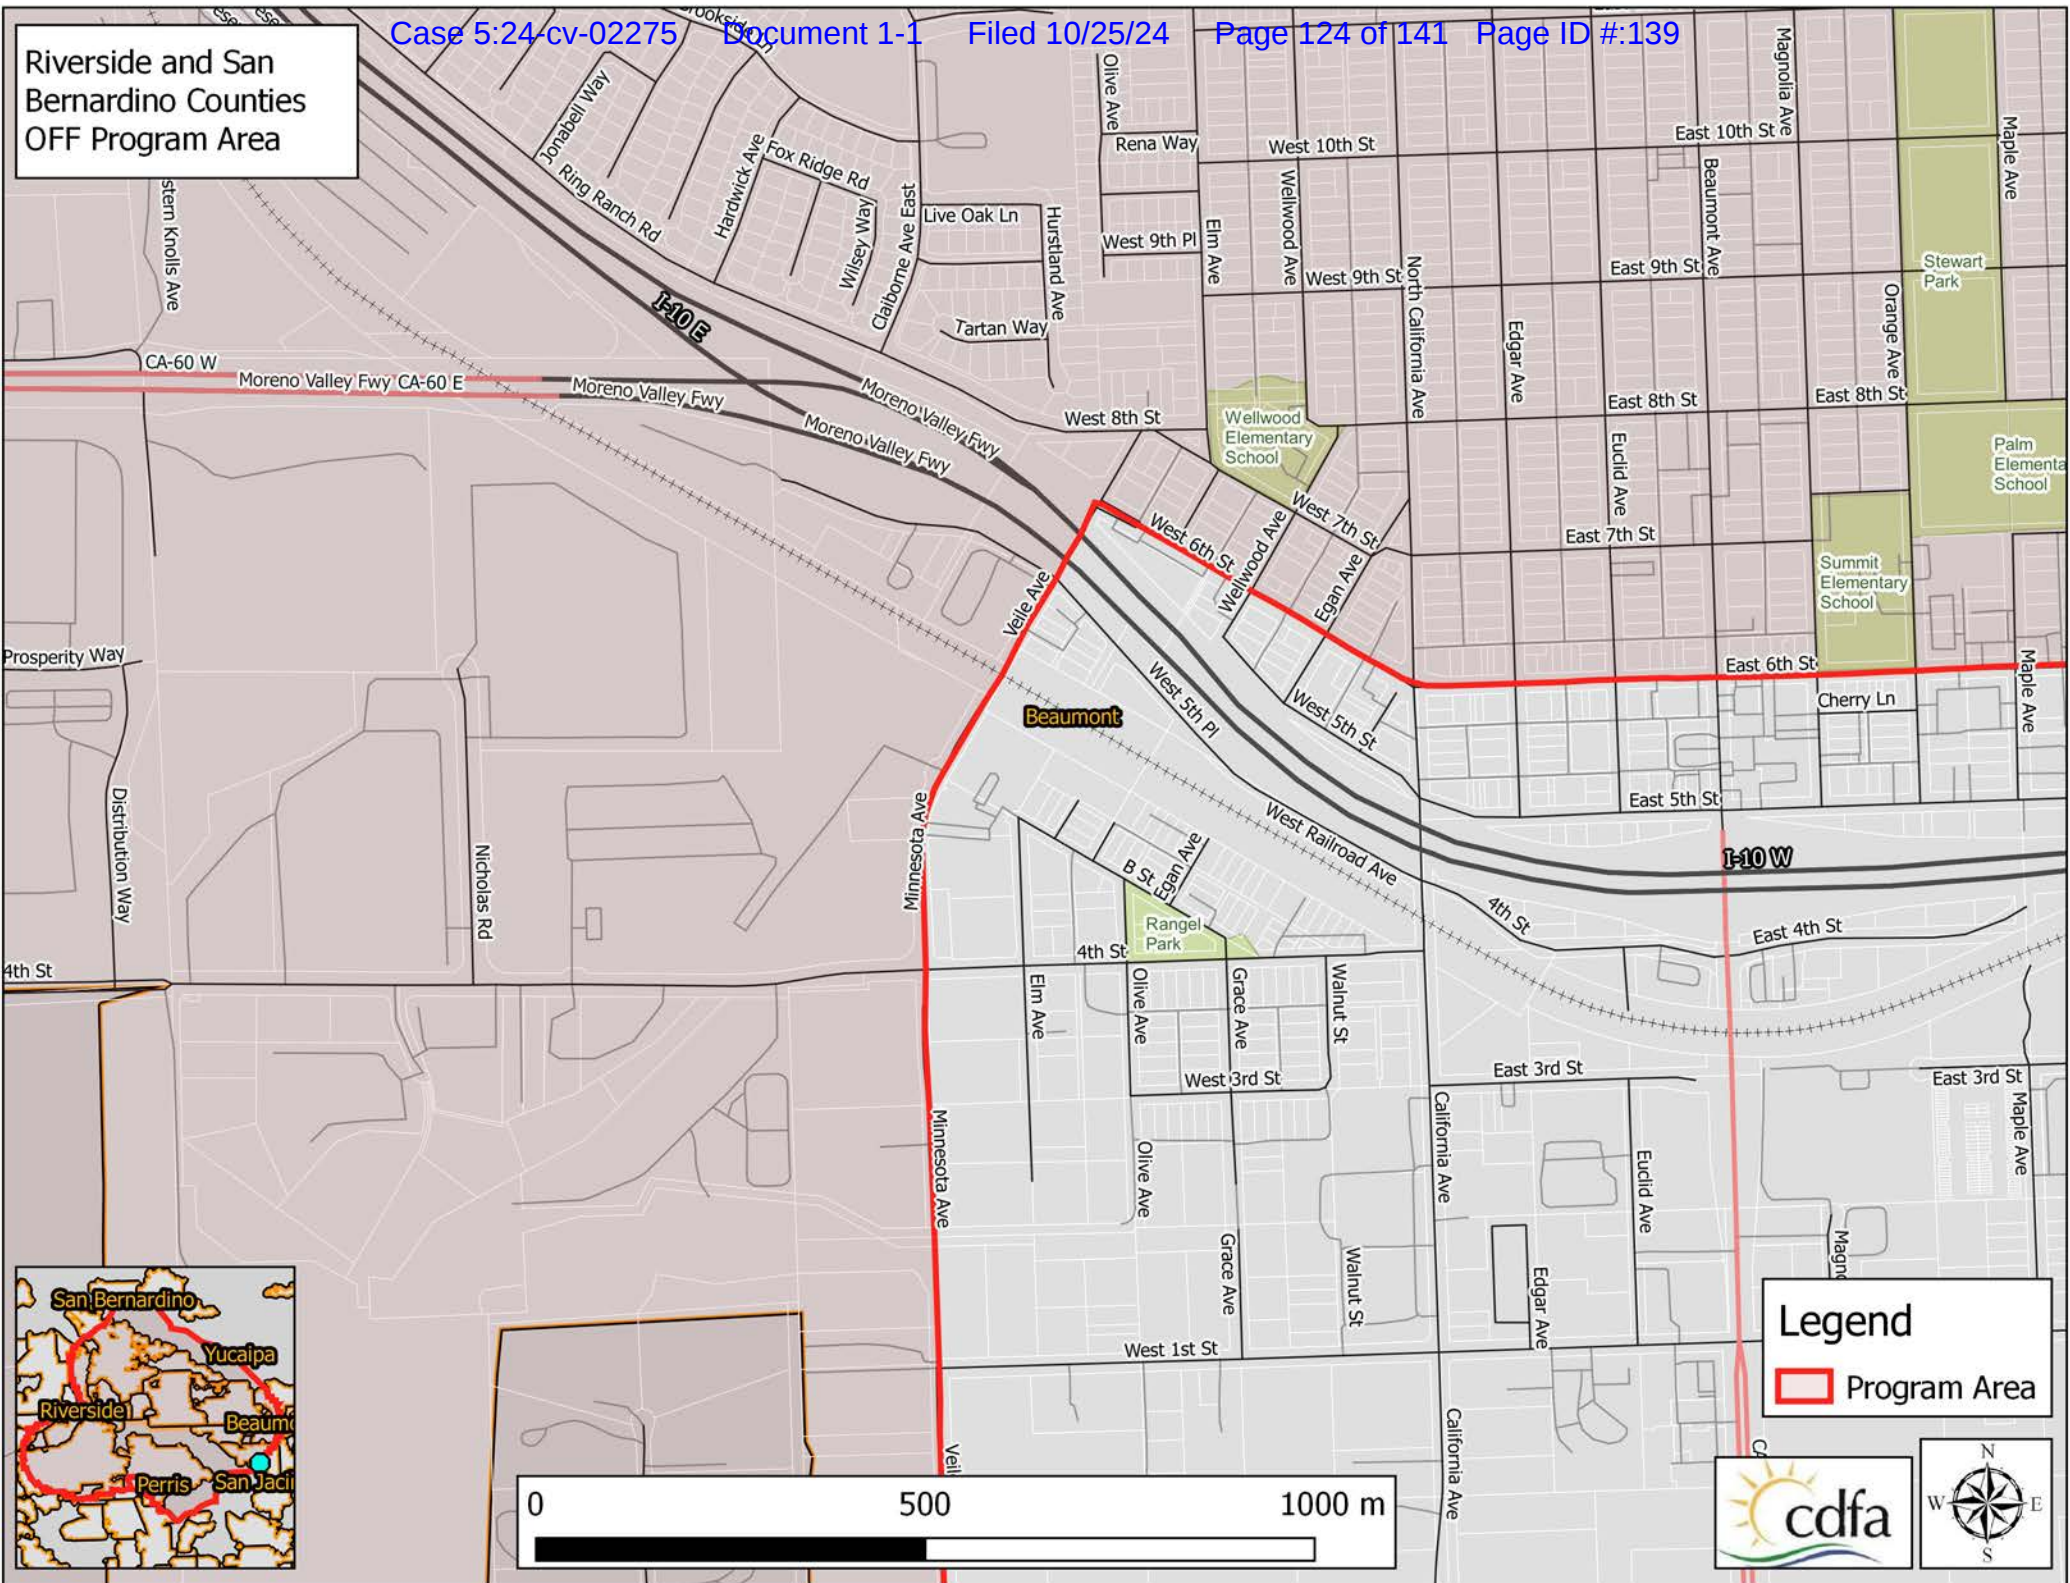 Case 5:24-cv-02275 Document 1-1 Filed 10/25/24 Page 124 of 141 Page ID #:139
Riverside and San
Bernardino Counties
OFF Program Area
Jonabell Way
Ring Ranch Rd
Hardwick Ave
Fox Ridge Rd
Wilsey Way
Claiborne Ave East
Live Oak Ln
Hurstland Ave
Tartan Way
Olive Ave
Rena Way
West 9th Pl
Elm Ave
Wellwood Ave
West 10th St
West 9th St
North California Ave
Edgar Ave
East 10th St
Magnolia Ave
Beaumont Ave
East 9th St
Orange Ave
Maple Ave
Stewart
Park
East 8th St
East 8th St
Euclid Ave
Palm
Elementa
School
East 7th St
Summit
Elementary
School
I-10 E
CA-60 W
Moreno Valley Fwy CA-60 E
Moreno Valley Fwy
Moreno Valley Fwy
Moreno Valley Fwy
West 8th St
Wellwood
Elementary
School
West 7th St
West 6th St
Wellwood Ave
Egan Ave
Veile Ave
East 6th St
Cherry Ln
Maple Ave
Prosperity Way
Beaumont
West 5th Pl
West 5th St
East 5th St
Distribution Way
Nicholas Rd
Minnesota Ave
West Railroad Ave
I-10 W
B St
Egan Ave
Rangel
Park
4th St
4th St
4th St
East 4th St
Elm Ave
Olive Ave
Grace Ave
Walnut St
West 3rd St
East 3rd St
East 3rd St
Minnesota Ave
Olive Ave
California Ave
Euclid Ave
Maple Ave
Grace Ave
Walnut St
Edgar Ave
Magno
West 1st St
California Ave
Veil
CA
San Bernardino
Yucaipa
Riverside
Beaumo
Perris
San Jaci
0 500 1000 m
Legend
Program Area
cdfa
N
W E
S